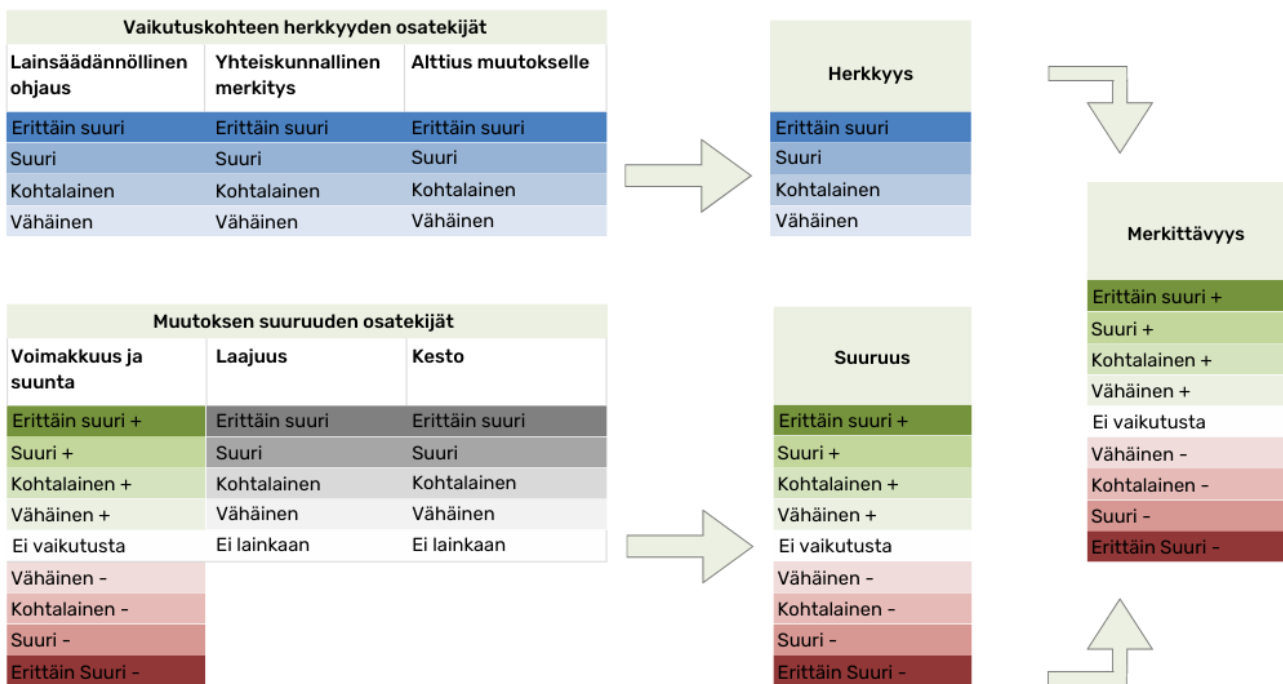 Vaikutuskohteen herkkyyden osatekijät
Lainsäädännöllinen ohjaus
Yhteiskunnallinen merkitys
Alttius muutokselle
Erittäin suuri Erittäin suuri Erittäin suuri
Suuri Suuri Suuri
Kohtalainen Kohtalainen Kohtalainen
Vähäinen Vähäinen Vähäinen
Herkkyys
Erittäin suuri
Suuri
Kohtalainen
Vähäinen
Muutoksen suuruuden osatekijät
Voimakkuus ja suunta
Laajuus
Kesto
Erittäin suuri + Erittäin suuri Erittäin suuri
Suuri + Suuri Suuri
Kohtalainen + Kohtalainen Kohtalainen
Vähäinen + Vähäinen Vähäinen
Ei vaikutusta Ei lainkaan Ei lainkaan
Vähäinen -
Kohtalainen -
Suuri -
Erittäin Suuri -
Suuruus
Erittäin suuri +
Suuri +
Kohtalainen +
Vähäinen +
Ei vaikutusta
Vähäinen -
Kohtalainen -
Suuri -
Erittäin Suuri -
Merkittävyys
Erittäin suuri +
Suuri +
Kohtalainen +
Vähäinen +
Ei vaikutusta
Vähäinen -
Kohtalainen -
Suuri -
Erittäin Suuri -